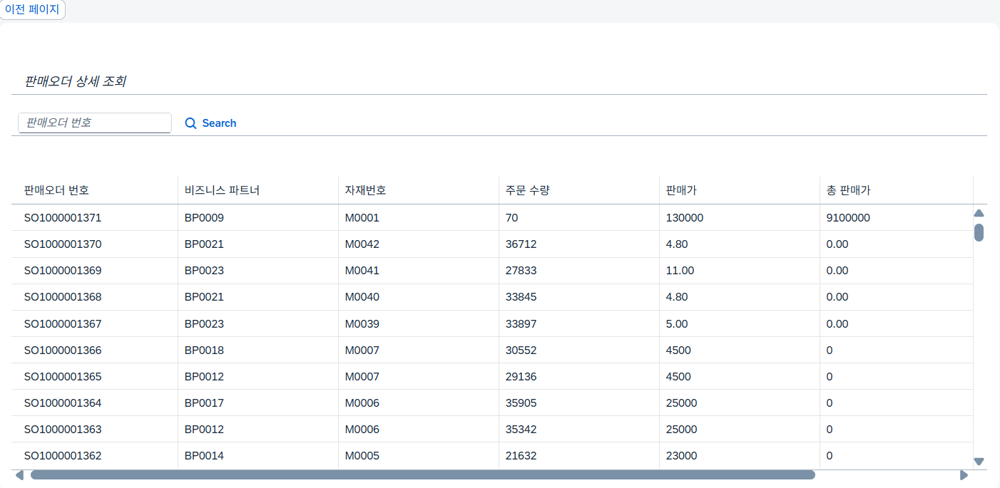 이전 페이지
판매오더 상세 조회
판매오더 번호 Search
판매오더 번호 비즈니스 파트너 자재번호 주문 수량 판매가 총 판매가
SO1000001371 BP0009 M0001 70 130000 9100000
SO1000001370 BP0021 M0042 36712 4.80 0.00
SO1000001369 BP0023 M0041 27833 11.00 0.00
SO1000001368 BP0021 M0040 33845 4.80 0.00
SO1000001367 BP0023 M0039 33897 5.00 0.00
SO1000001366 BP0018 M0007 30552 4500 0
SO1000001365 BP0012 M0007 29136 4500 0
SO1000001364 BP0017 M0006 35905 25000 0
SO1000001363 BP0012 M0006 35342 25000 0
SO1000001362 BP0014 M0005 21632 23000 0